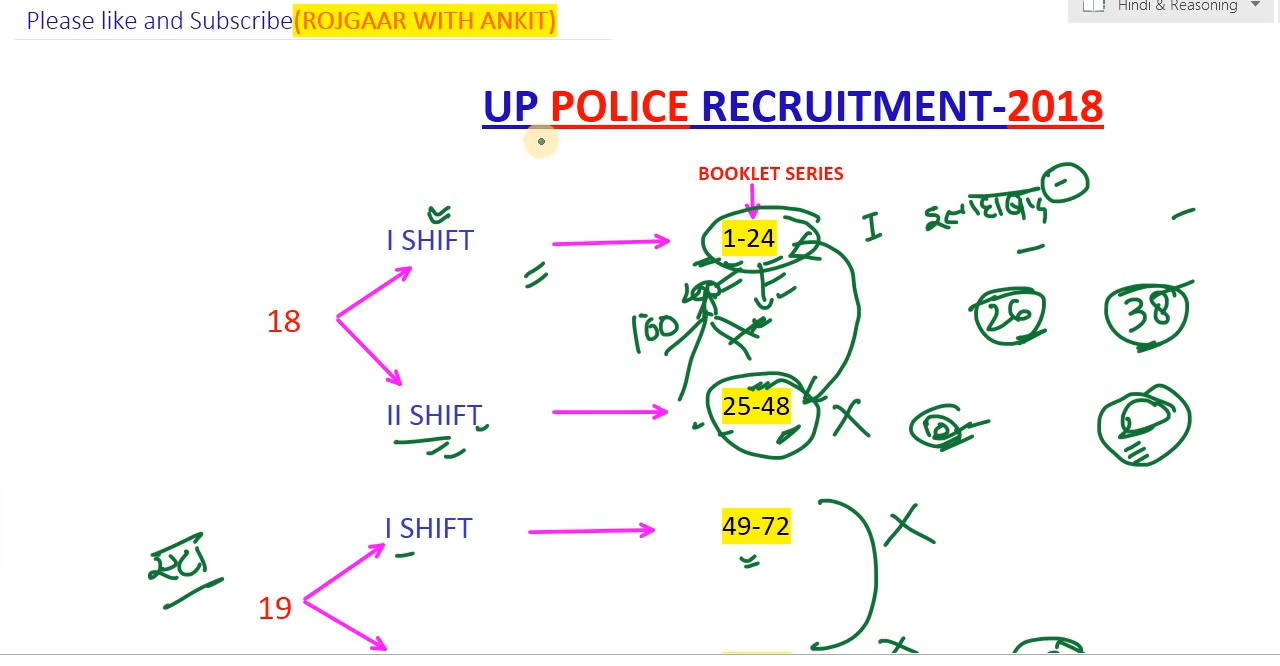 Please like and Subscribe(ROJGAAR WITH ANKIT)
Hindi & Reasoning
UP POLICE RECRUITMENT-2018
BOOKLET SERIES
I SHIFT
1-24
I
18
26
38
100
II SHIFT
25-48
X
I SHIFT
49-72
X
19